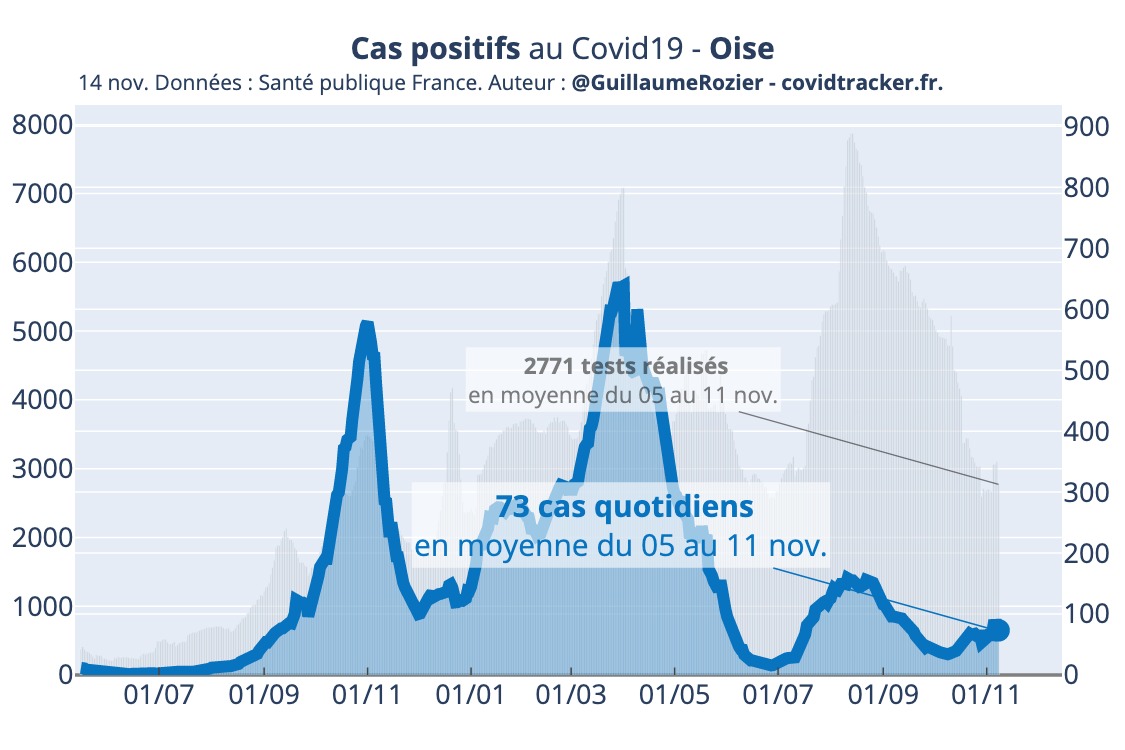 Cas positifs au Covid19 - Oise
14 nov. Données : Santé publique France. Auteur : @GuillaumeRozier - covidtracker.fr.
8000
7000
6000
5000
4000
3000
2000
1000
0
900
800
700
600
500
400
300
200
100
0
2771 tests réalisés
en moyenne du 05 au 11 nov.
73 cas quotidiens
en moyenne du 05 au 11 nov.
01/07 01/09 01/11 01/01 01/03 01/05 01/07 01/09 01/11